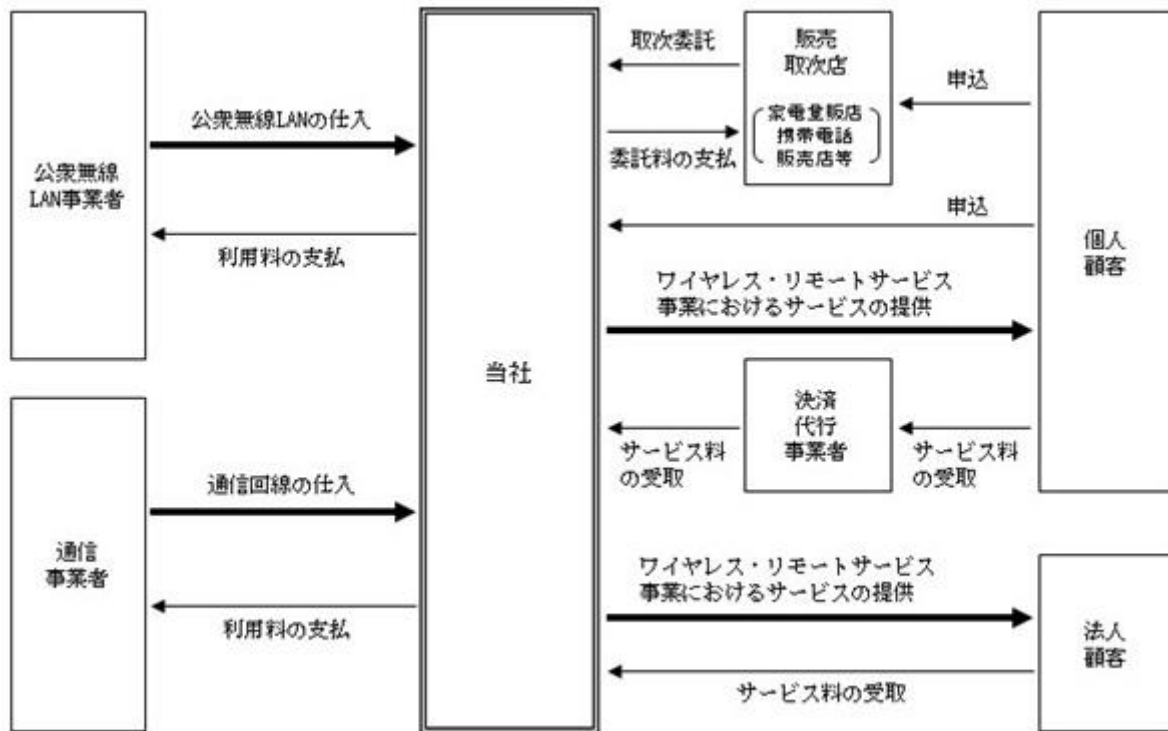 公衆無線
LAN事業者
公衆無線LANの仕入
利用料の支払
通信
事業者
通信回線の仕入
利用料の支払
当社
取次委託
委託料の支払
販売
取次店
家電量販店
携帯電話
販売店等
申込
申込
ワイヤレス・リモートサービス
事業におけるサービスの提供
サービス料
の受取
決済
代行
事業者
サービス料
の受取
個人
顧客
ワイヤレス・リモートサービス
事業におけるサービスの提供
サービス料の受取
法人
顧客